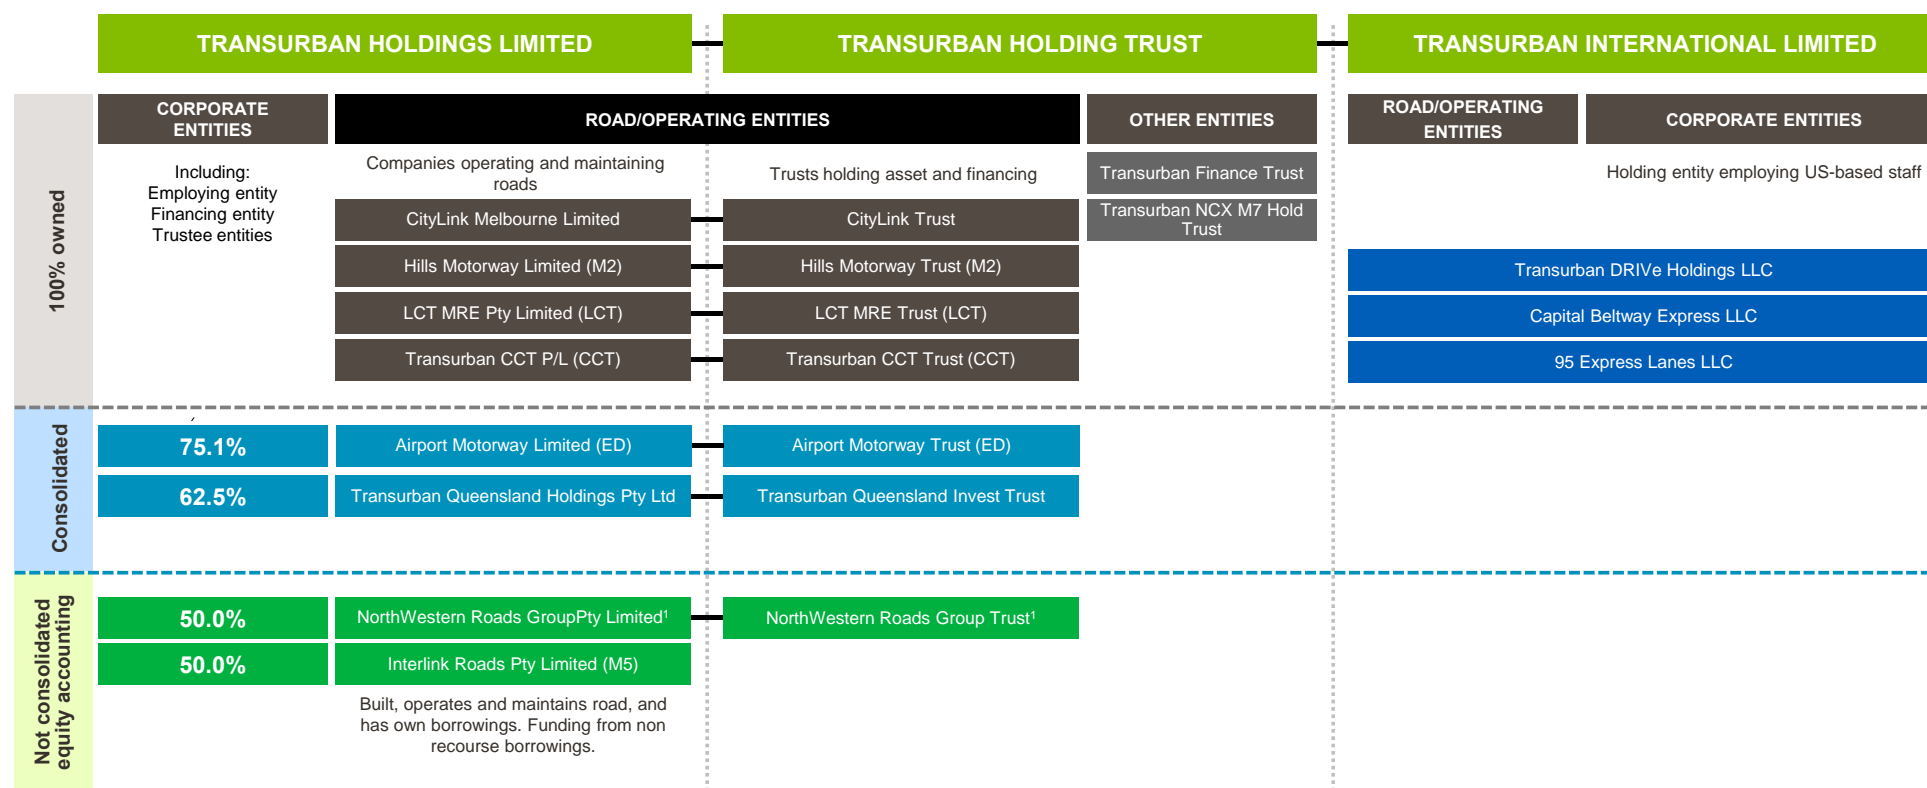 TRANSURBAN HOLDINGS LIMITED
TRANSURBAN HOLDING TRUST
TRANSURBAN INTERNATIONAL LIMITED
CORPORATE
ENTITIES
ROAD/OPERATING ENTITIES
OTHER ENTITIES
ROAD/OPERATING
ENTITIES
CORPORATE ENTITIES
100% owned
Including:
Employing entity
Financing entity
Trustee entities
Companies operating and maintaining
roads
Trusts holding asset and financing
Transurban Finance Trust
Holding entity employing US-based staff
CityLink Melbourne Limited
CityLink Trust
Transurban NCX M7 Hold
Trust
Hills Motorway Limited (M2)
Hills Motorway Trust (M2)
Transurban DRIVe Holdings LLC
LCT MRE Pty Limited (LCT)
LCT MRE Trust (LCT)
Capital Beltway Express LLC
Transurban CCT P/L (CCT)
Transurban CCT Trust (CCT)
95 Express Lanes LLC
Consolidated
75.1%
Airport Motorway Limited (ED)
Airport Motorway Trust (ED)
62.5%
Transurban Queensland Holdings Pty Ltd
Transurban Queensland Invest Trust
Not consolidated
equity accounting
50.0%
NorthWestern Roads GroupPty Limited¹
NorthWestern Roads Group Trust¹
50.0%
Interlink Roads Pty Limited (M5)
Built, operates and maintains road, and
has own borrowings. Funding from non
recourse borrowings.